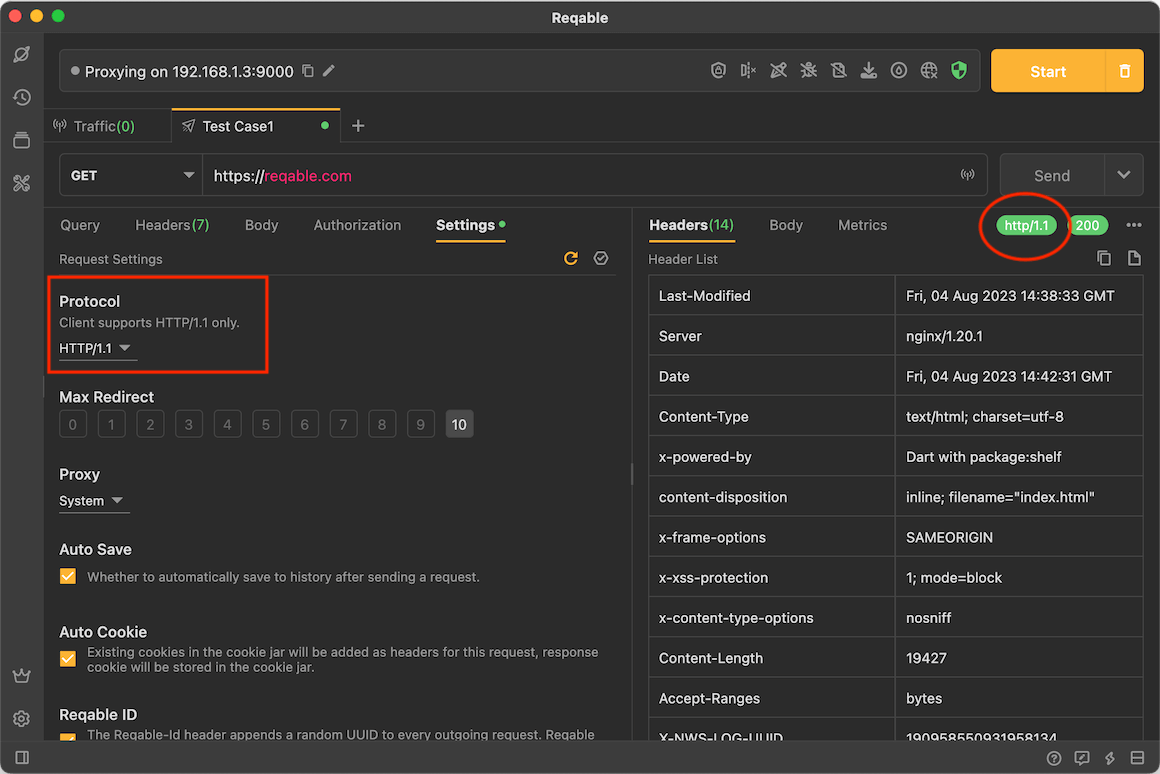 Reqable
Proxying on 192.168.1.3:9000
Start
Traffic(0)
Test Case1
GET
https://reqable.com
Send
Query
Headers(7)
Body
Authorization
Settings
Request Settings
Protocol
Client supports HTTP/1.1 only.
HTTP/1.1
Max Redirect
0 1 2 3 4 5 6 7 8 9 10
Proxy
System
Auto Save
Whether to automatically save to history after sending a request.
Auto Cookie
Existing cookies in the cookie jar will be added as headers for this request, response
cookie will be stored in the cookie jar.
Reqable ID
The Reqable-Id header appends a random UUID to every outgoing request. Reqable
Headers(14)
Body
Metrics
http/1.1
200
Header List
Last-Modified Fri, 04 Aug 2023 14:38:33 GMT
Server nginx/1.20.1
Date Fri, 04 Aug 2023 14:42:31 GMT
Content-Type text/html; charset=utf-8
x-powered-by Dart with package:shelf
content-disposition inline; filename="index.html"
x-frame-options SAMEORIGIN
x-xss-protection 1; mode=block
x-content-type-options nosniff
Content-Length 19427
Accept-Ranges bytes
X-NWS-LOG-UUID 190958550931958134